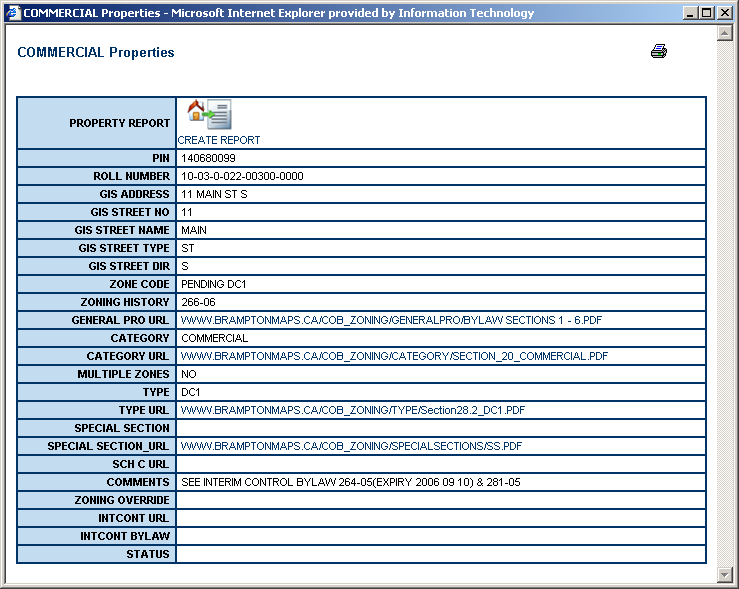 COMMERCIAL Properties - Microsoft Internet Explorer provided by Information Technology
COMMERCIAL Properties
PROPERTY REPORT CREATE REPORT
PIN 140680099
ROLL NUMBER 10-03-0-022-00300-0000
GIS ADDRESS 11 MAIN ST S
GIS STREET NO 11
GIS STREET NAME MAIN
GIS STREET TYPE ST
GIS STREET DIR S
ZONE CODE PENDING DC1
ZONING HISTORY 266-06
GENERAL PRO URL WWW.BRAMPTONMAPS.CA/COB_ZONING/GENERALPRO/BYLAW SECTIONS 1 - 6.PDF
CATEGORY COMMERCIAL
CATEGORY URL WWW.BRAMPTONMAPS.CA/COB_ZONING/CATEGORY/SECTION_20_COMMERCIAL.PDF
MULTIPLE ZONES NO
TYPE DC1
TYPE URL WWW.BRAMPTONMAPS.CA/COB_ZONING/TYPE/Section28.2_DC1.PDF
SPECIAL SECTION
SPECIAL SECTION_URL WWW.BRAMPTONMAPS.CA/COB_ZONING/SPECIALSECTIONS/SS.PDF
SCH C URL
COMMENTS SEE INTERIM CONTROL BYLAW 264-05(EXPIRY 2006 09 10) & 281-05
ZONING OVERRIDE
INTCONT URL
INTCONT BYLAW
STATUS